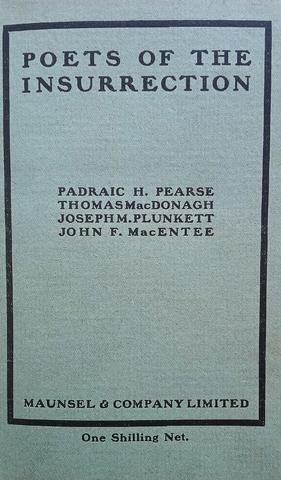 POETS OF THE
INSURRECTION
PADRAIC H. PEARSE
THOMAS MacDONAGH
JOSEPH M. PLUNKETT
JOHN F. MacENTEE
MAUNSEL & COMPANY LIMITED
One Shilling Net.